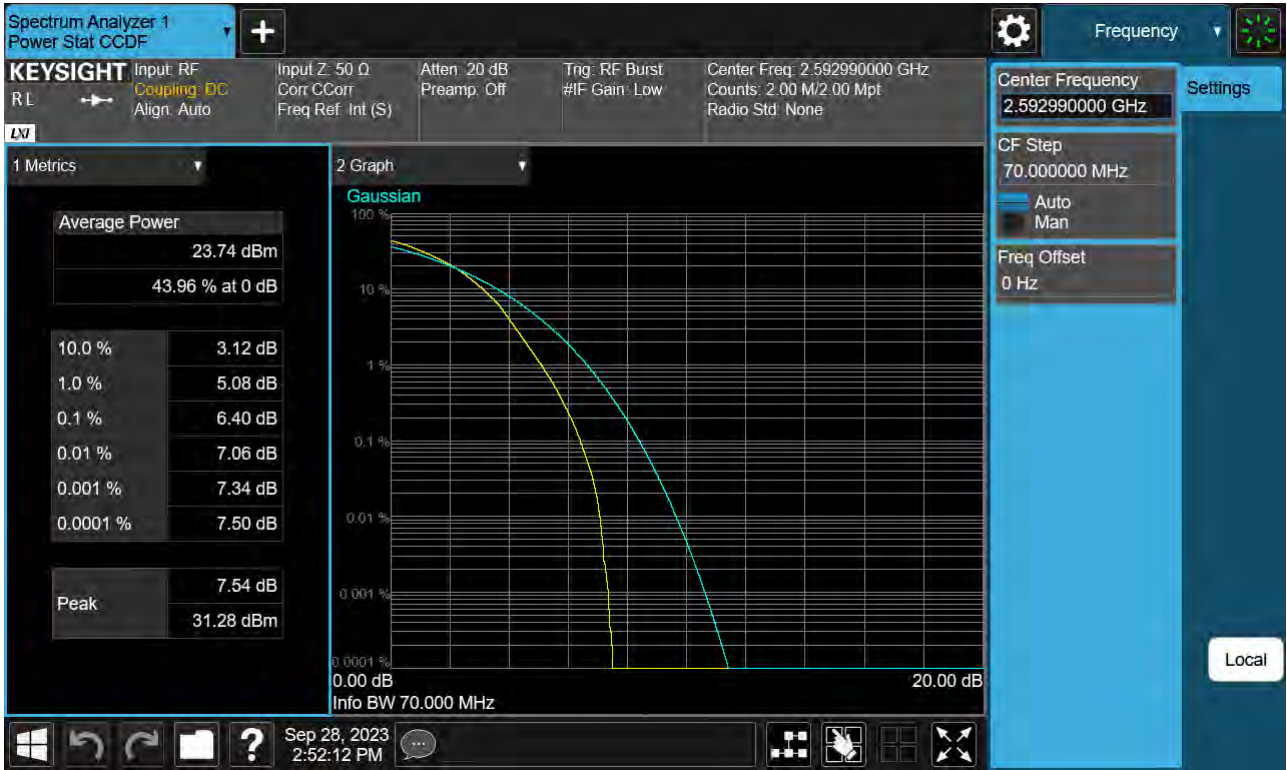 Spectrum Analyzer 1
Power Stat CCDF
Frequency
KEYSIGHT
R L
LXI
Input: RF
Coupling: DC
Align: Auto
Input Z: 50 Ω
Corr CCorr
Freq Ref: Int (S)
Atten: 20 dB
Preamp: Off
Trig: RF Burst
#IF Gain: Low
Center Freq: 2.592990000 GHz
Counts: 2.00 M/2.00 Mpt
Radio Std: None
Center Frequency
2.592990000 GHz
Settings
CF Step
70.000000 MHz
Auto
Man
Freq Offset
0 Hz
1 Metrics
Average Power
23.74 dBm
43.96 % at 0 dB
10.0 % 3.12 dB
1.0 % 5.08 dB
0.1 % 6.40 dB
0.01 % 7.06 dB
0.001 % 7.34 dB
0.0001 % 7.50 dB
Peak
7.54 dB
31.28 dBm
2 Graph
Gaussian
100 %
10 %
1 %
0.1 %
0.01 %
0.001 %
0.0001 %
0.00 dB 20.00 dB
Info BW 70.000 MHz
Local
?
Sep 28, 2023
2:52:12 PM